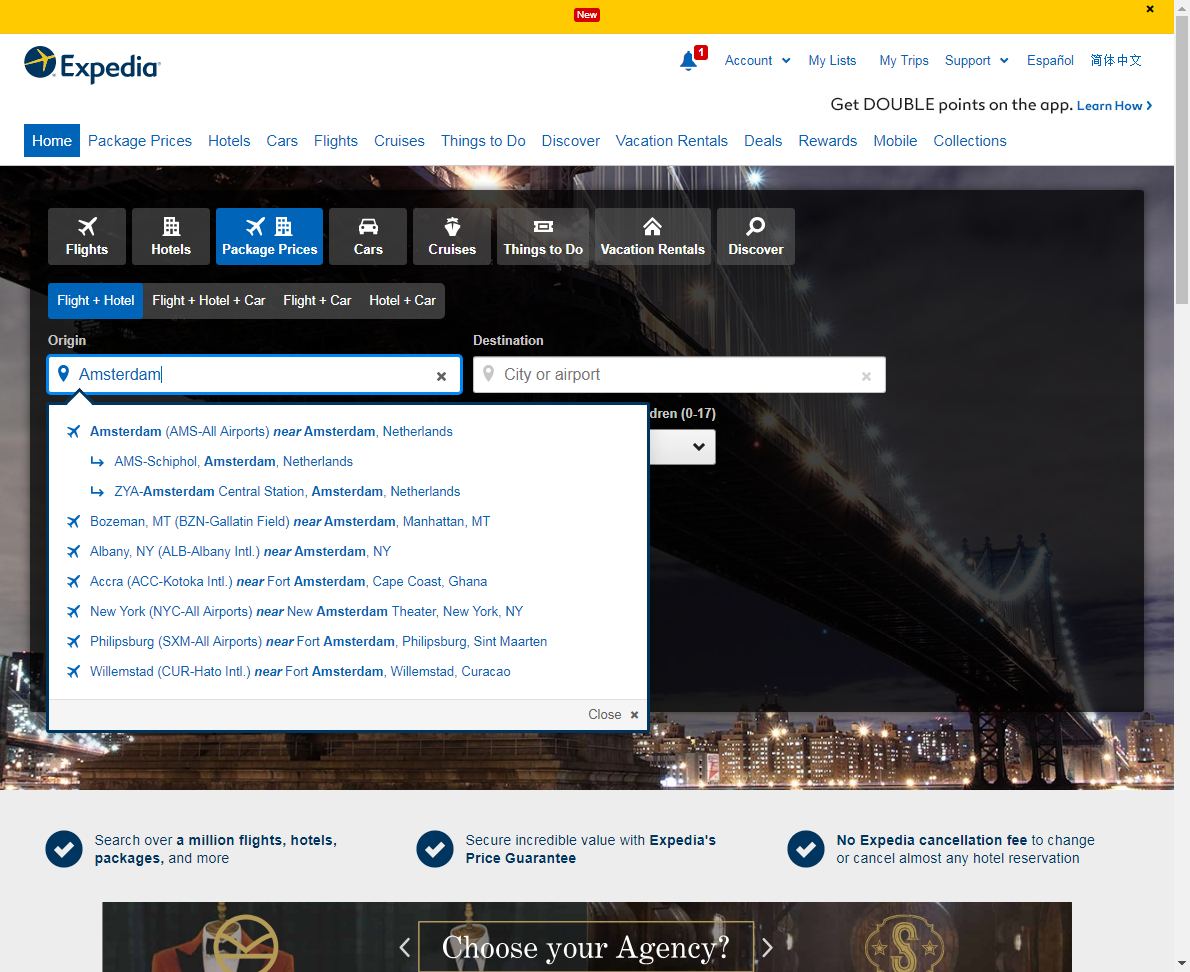 New
Expedia
1
Account
My Lists
My Trips
Support
Español
简体中文
Get DOUBLE points on the app. Learn How
Home
Package Prices
Hotels
Cars
Flights
Cruises
Things to Do
Discover
Vacation Rentals
Deals
Rewards
Mobile
Collections
Flights
Hotels
Package Prices
Cars
Cruises
Things to Do
Vacation Rentals
Discover
Flight + Hotel
Flight + Hotel + Car
Flight + Car
Hotel + Car
Origin
Destination
Amsterdam
City or airport
dren (0-17)
Amsterdam (AMS-All Airports) near Amsterdam, Netherlands
AMS-Schiphol, Amsterdam, Netherlands
ZYA-Amsterdam Central Station, Amsterdam, Netherlands
Bozeman, MT (BZN-Gallatin Field) near Amsterdam, Manhattan, MT
Albany, NY (ALB-Albany Intl.) near Amsterdam, NY
Accra (ACC-Kotoka Intl.) near Fort Amsterdam, Cape Coast, Ghana
New York (NYC-All Airports) near New Amsterdam Theater, New York, NY
Philipsburg (SXM-All Airports) near Fort Amsterdam, Philipsburg, Sint Maarten
Willemstad (CUR-Hato Intl.) near Fort Amsterdam, Willemstad, Curacao
Close
Search over a million flights, hotels,
packages, and more
Secure incredible value with Expedia's
Price Guarantee
No Expedia cancellation fee to change
or cancel almost any hotel reservation
Choose your Agency?
S